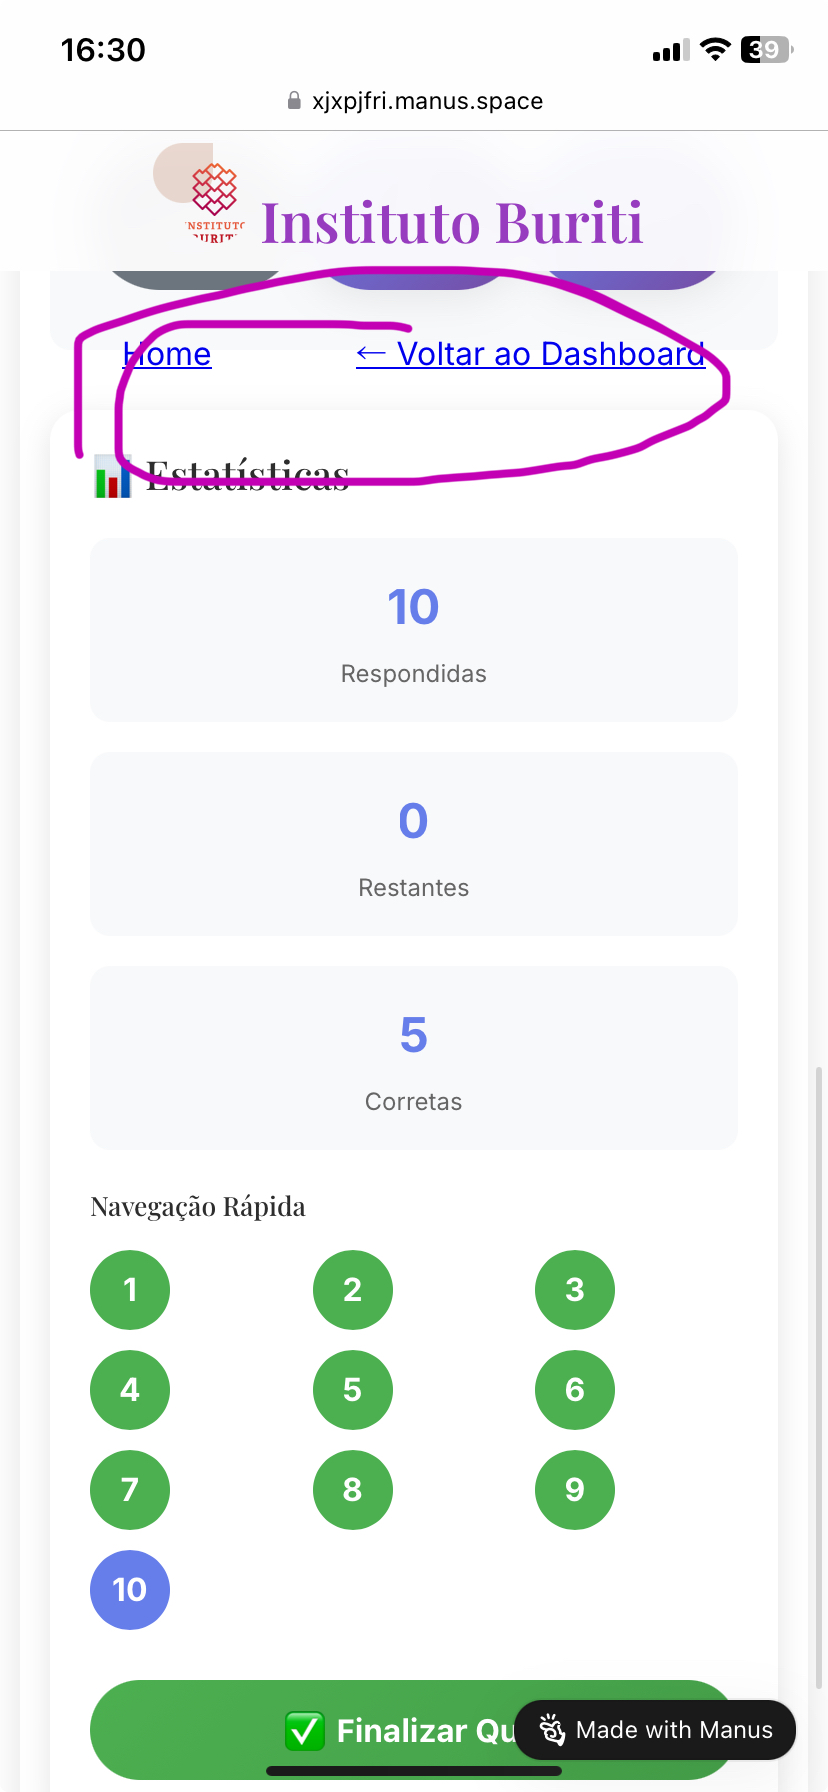 16:30
39
xjxpjfri.manus.space
INSTITUTO
BURITI
Instituto Buriti
Home
← Voltar ao Dashboard
Estatísticas
10
Respondidas
0
Restantes
5
Corretas
Navegação Rápida
1 2 3
4 5 6
7 8 9
10
Finalizar Qu
Made with Manus